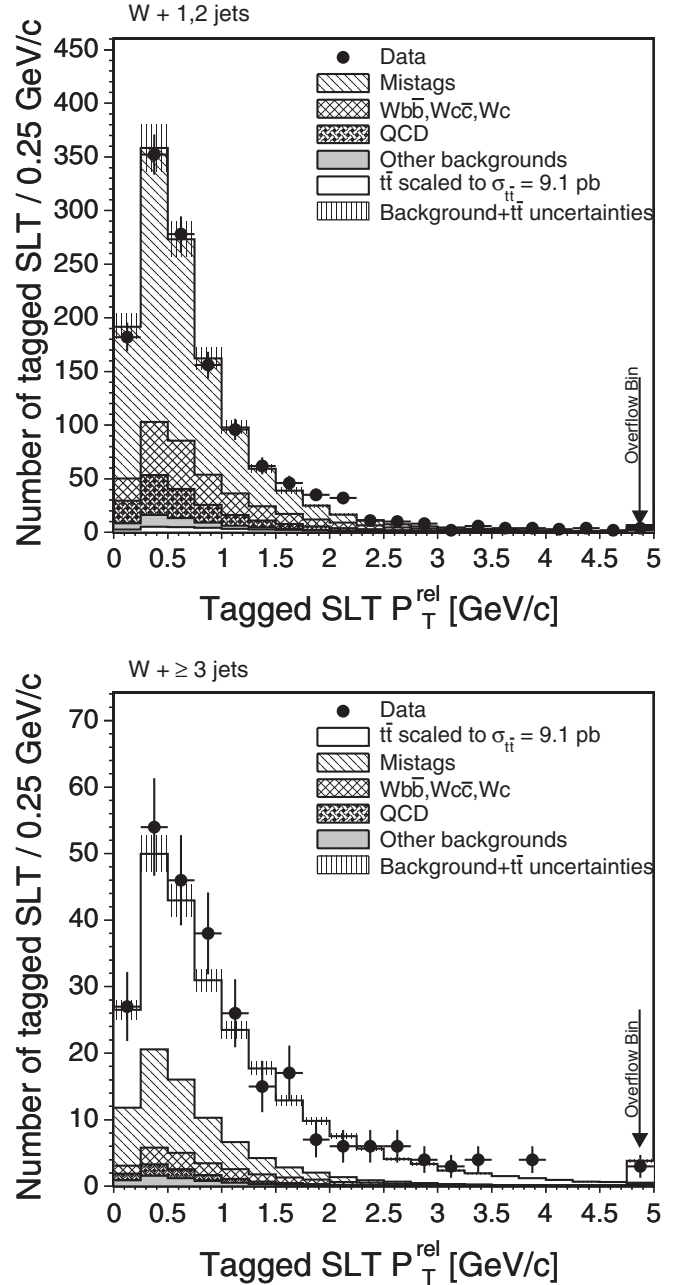 W + 1,2 jets
Number of tagged SLT / 0.25 GeV/c
450
400
350
300
250
200
150
100
50
0
Data
Mistags
Wbb̄,Wcc̄,Wc
QCD
Other backgrounds
tt̄ scaled to σtt̄ = 9.1 pb
Background+tt̄ uncertainties
Overflow Bin
0 0.5 1 1.5 2 2.5 3 3.5 4 4.5 5
Tagged SLT P_T^rel [GeV/c]
W + ≥ 3 jets
Number of tagged SLT / 0.25 GeV/c
70
60
50
40
30
20
10
0
Data
tt̄ scaled to σtt̄ = 9.1 pb
Mistags
Wbb̄,Wcc̄,Wc
QCD
Other backgrounds
Background+tt̄ uncertainties
Overflow Bin
0 0.5 1 1.5 2 2.5 3 3.5 4 4.5 5
Tagged SLT P_T^rel [GeV/c]